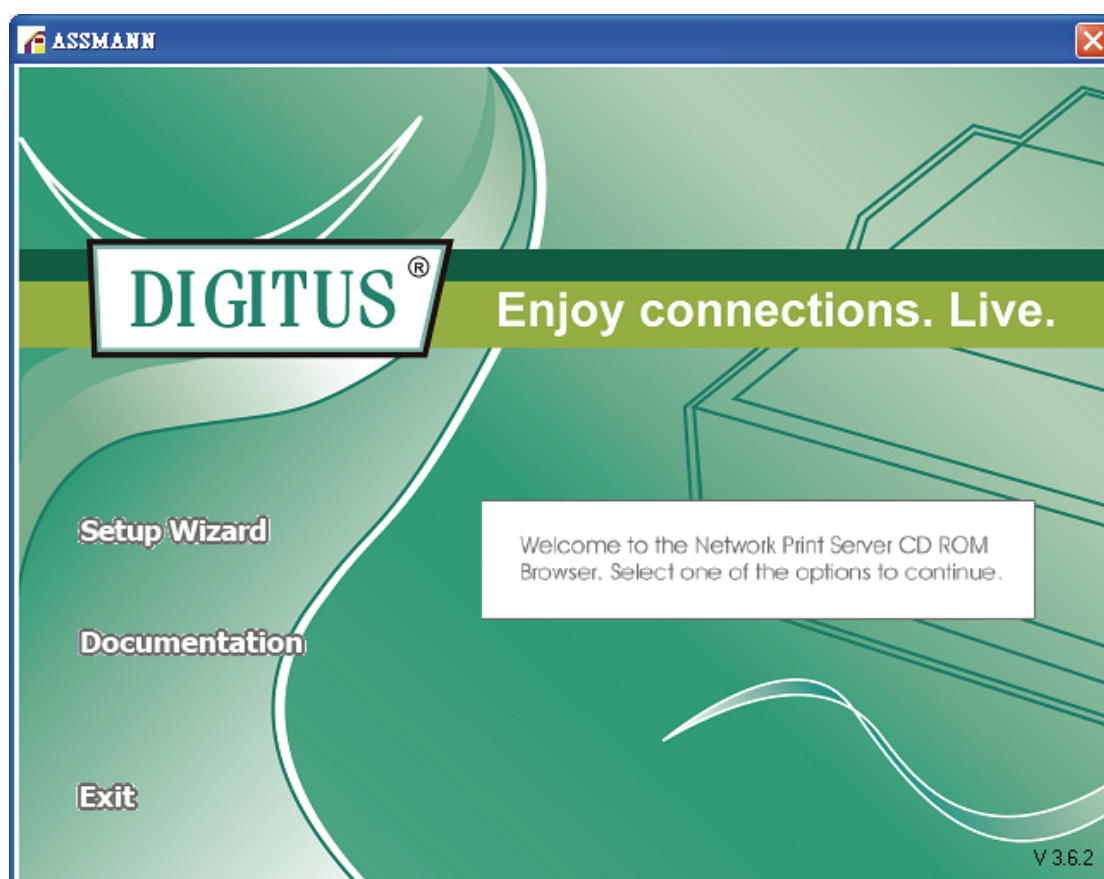 ASSMANN
DIGITUS®
Enjoy connections. Live.
Setup Wizard
Welcome to the Network Print Server CD ROM
Browser. Select one of the options to continue.
Documentation
Exit
V 3.6.2